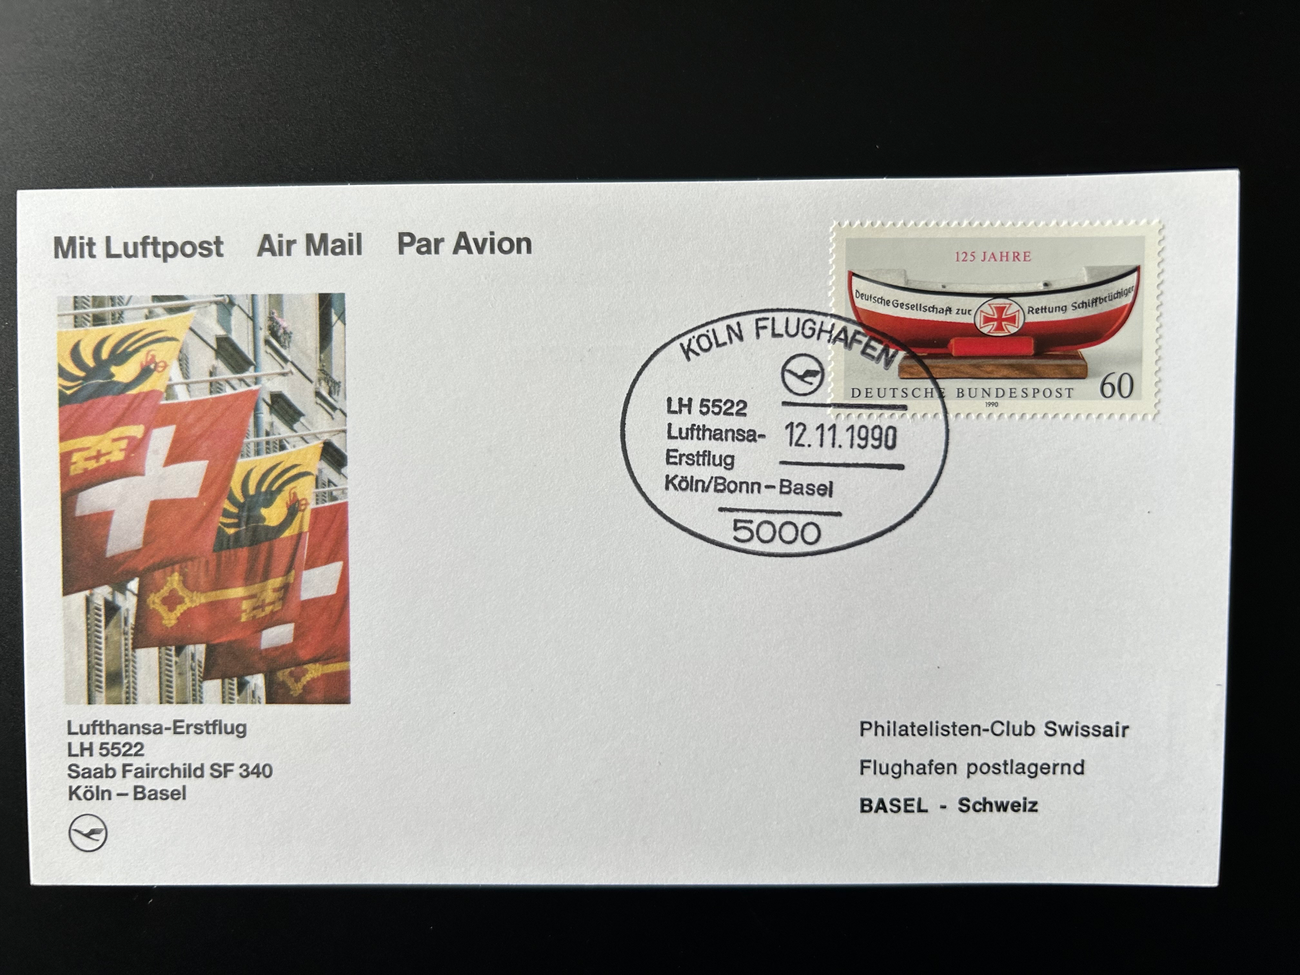 Mit Luftpost Air Mail Par Avion
125 JAHRE
Deutsche Gesellschaft zur Rettung Schiffbrüchiger
DEUTSCHE BUNDESPOST 60
1990
KÖLN FLUGHAFEN
LH 5522
Lufthansa-
Erstflug
12.11.1990
Köln/Bonn – Basel
5000
Lufthansa-Erstflug
LH 5522
Saab Fairchild SF 340
Köln – Basel
Philatelisten-Club Swissair
Flughafen postlagernd
BASEL - Schweiz